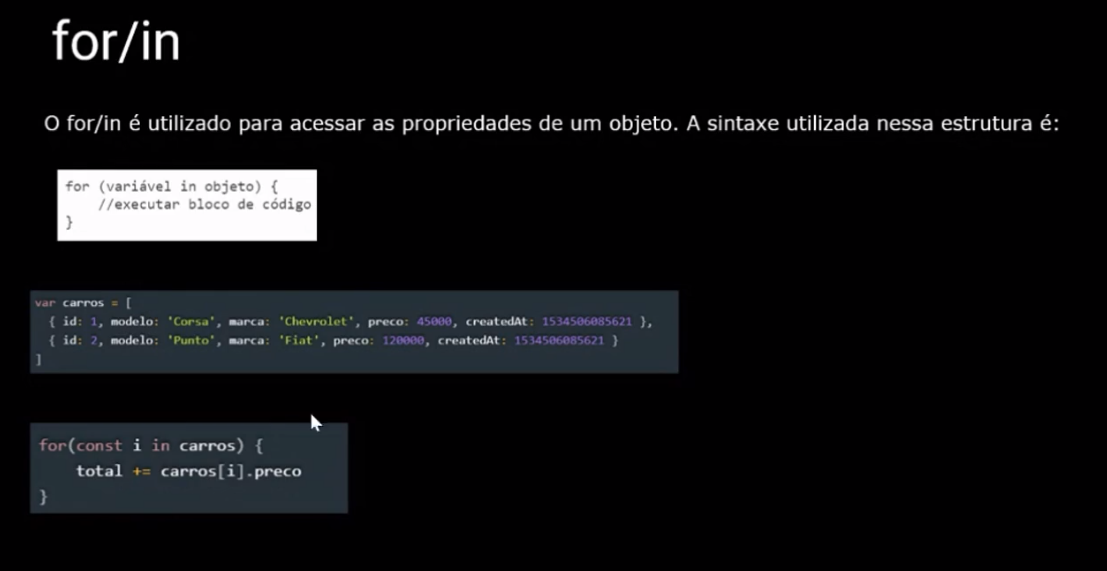 for/in
O for/in é utilizado para acessar as propriedades de um objeto. A sintaxe utilizada nessa estrutura é:
for (variável in objeto) {
    //executar bloco de código
}
var carros = [
  { id: 1, modelo: 'Corsa', marca: 'Chevrolet', preco: 45000, createdAt: 1534506085621 },
  { id: 2, modelo: 'Punto', marca: 'Fiat', preco: 120000, createdAt: 1534506085621 }
]
for(const i in carros) {
    total += carros[i].preco
}